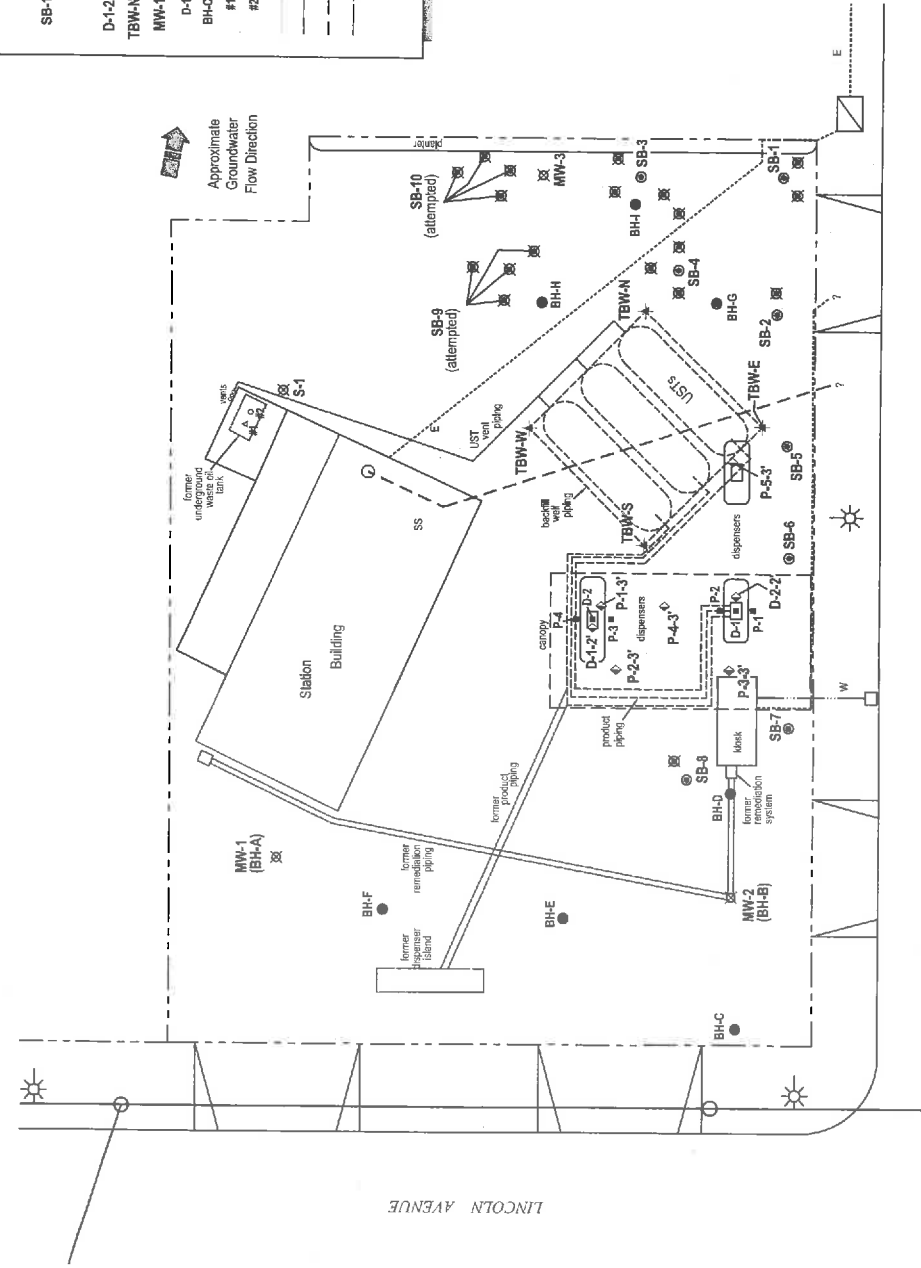 SB-
D-1-2
TBW-N
MW-1
D-1
BH-C
#1
#2
Approximate
Groundwater
Flow Direction
E
planter
SB-10
(attempted)
MW-3
SB-3
BH-I
SB-1
SB-9
(attempted)
BH-H
SB-4
BH-G
SB-2
TBW-N
?
vents
S-1
#1
#2
former
underground
waste oil
tank
E
UST
vent
piping
USTs
TBW-W
TBW-E
?
SS
backfill
well
piping
P-5-3'
SB-5
TBW-S
dispensers
SB-6
Station
Building
canopy
P-4
D-2
P-1-3'
D-1-2'
P-3
dispensers
P-2-3'
P-4-3'
P-2
D-1
D-2-2'
P-1
P-3-3'
product
piping
kiosk
W
SB-7
SB-8
BH-D
former
remediation
system
former
product
piping
MW-1
(BH-A)
former
remediation
piping
BH-F
BH-E
MW-2
(BH-B)
former
dispenser
island
BH-C
LINCOLN AVENUE